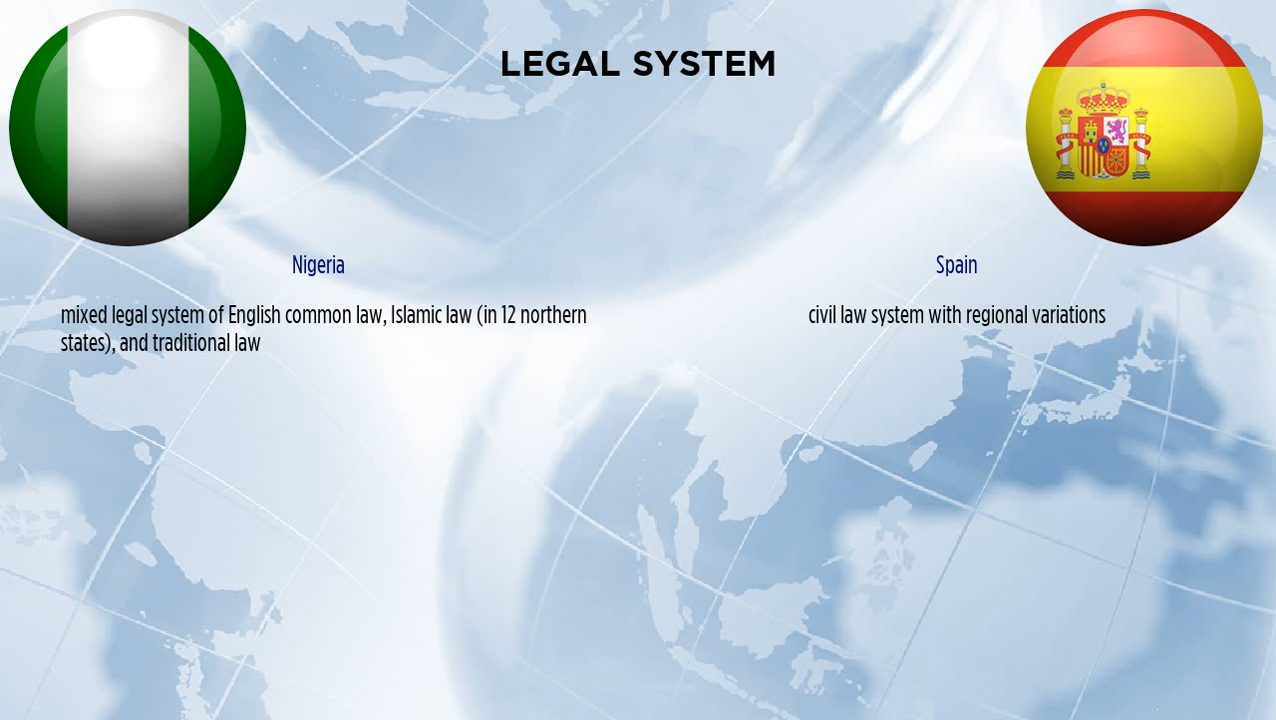 LEGAL SYSTEM
Nigeria
mixed legal system of English common law, Islamic law (in 12 northern
states), and traditional law
Spain
civil law system with regional variations